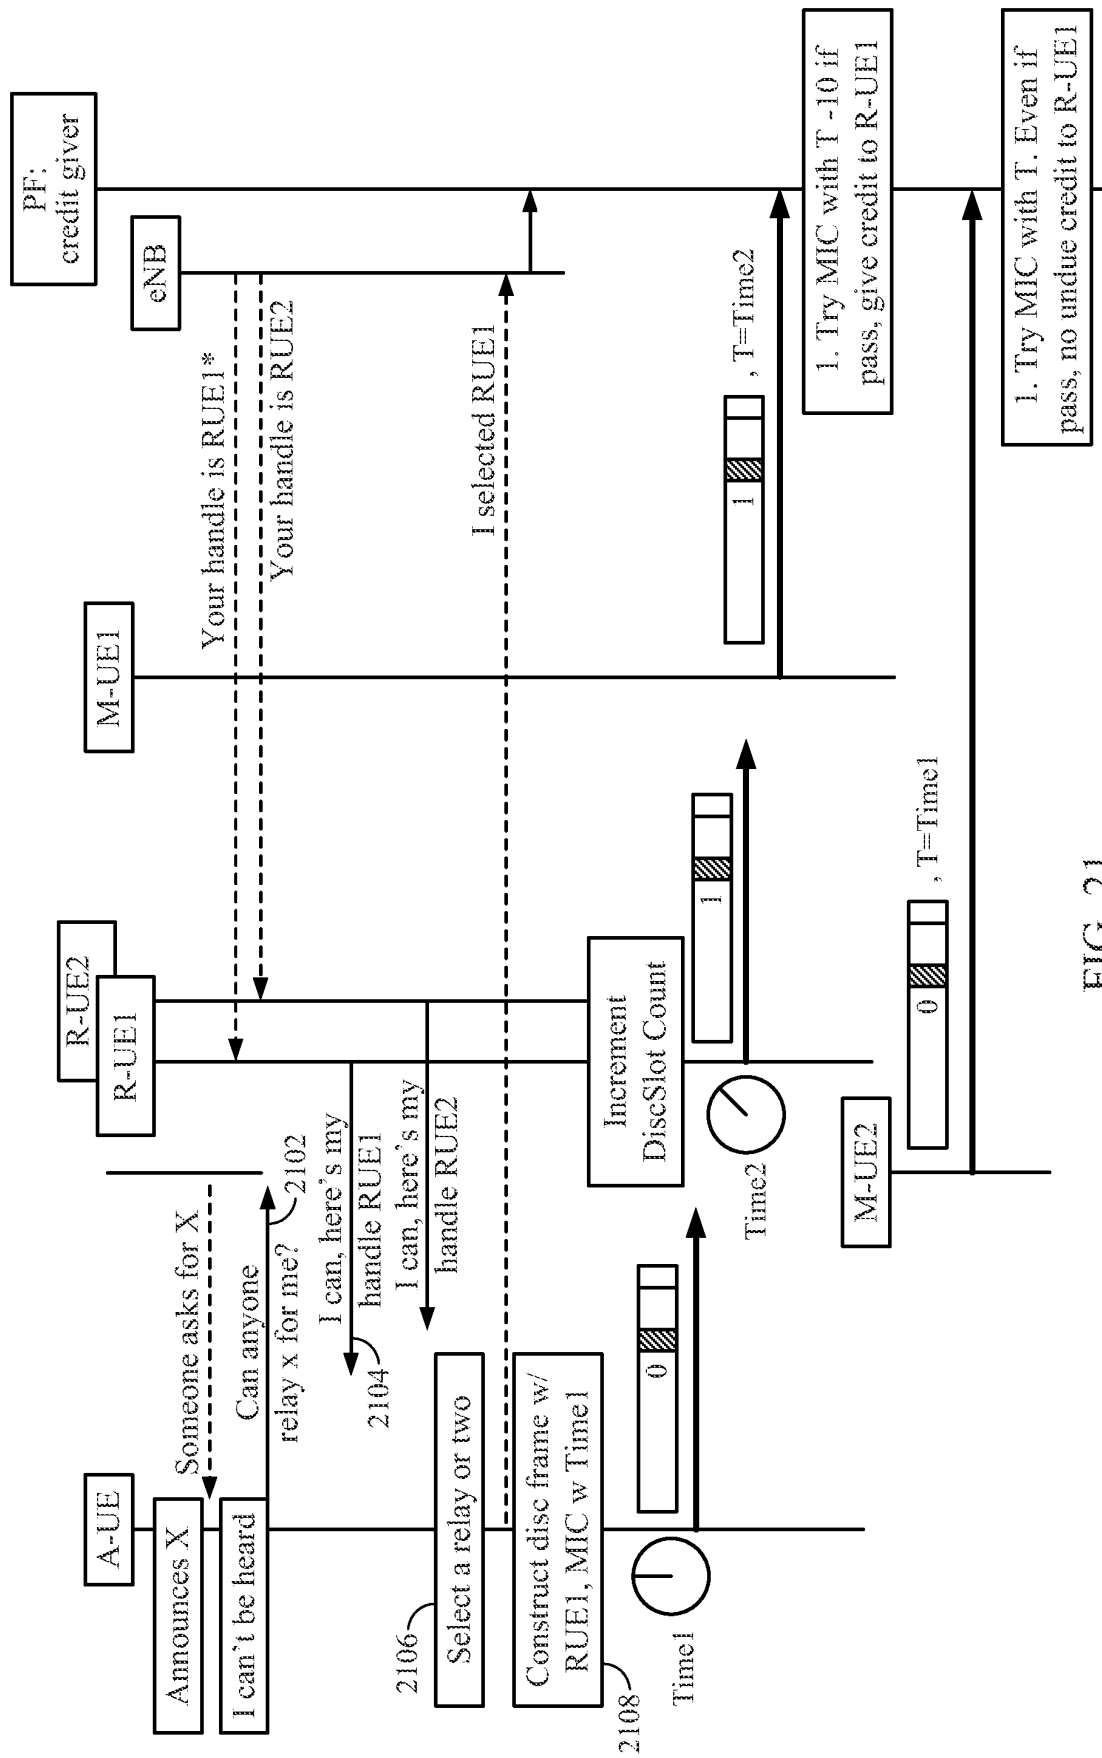 PF:
credit giver
eNB
M-UE1
R-UE2
R-UE1
A-UE
Announces X
Someone asks for X
I can't be heard
Can anyone
relay x for me?
2102
Your handle is RUE1*
Your handle is RUE2
I can, here's my
handle RUE1
2104
I can, here's my
handle RUE2
2106
Select a relay or two
I selected RUE1
Construct disc frame w/
RUE1, MIC w Time1
2108
Increment
DiscSlot Count
Time1
0
Time2
1
1
, T=Time2
1. Try MIC with T -10 if
pass, give credit to R-UE1
M-UE2
0
, T=Time1
1. Try MIC with T. Even if
pass, no undue credit to R-UE1
FIG. 21